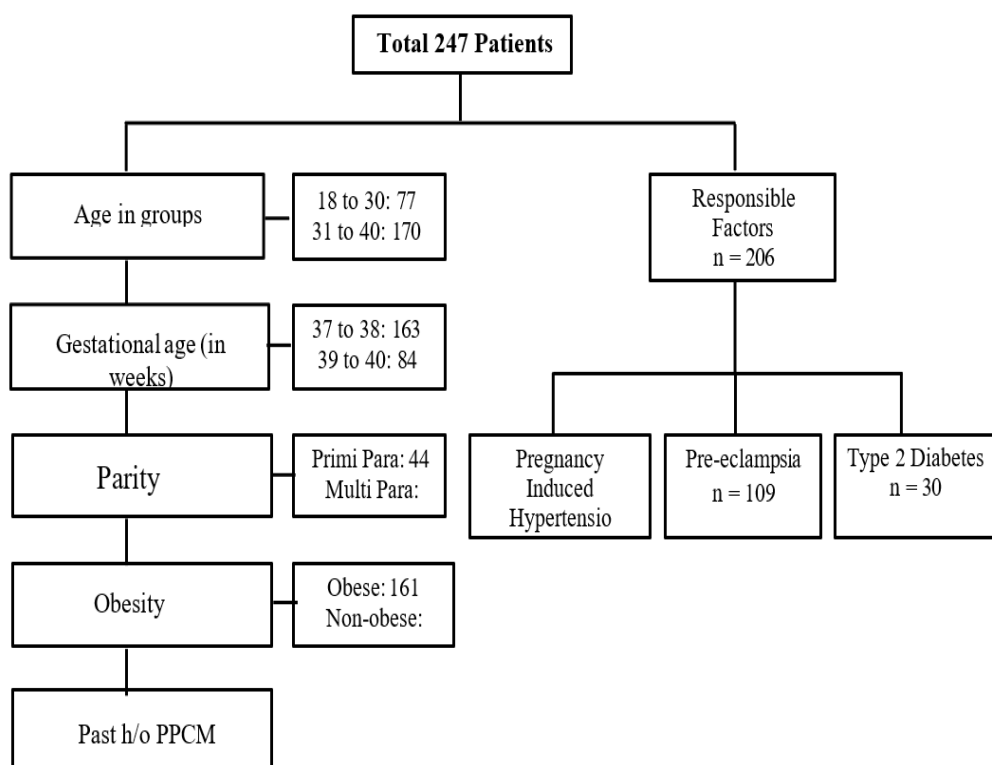 Total 247 Patients
Age in groups
18 to 30: 77
31 to 40: 170
Gestational age (in
weeks)
37 to 38: 163
39 to 40: 84
Parity
Primi Para: 44
Multi Para:
Obesity
Obese: 161
Non-obese:
Past h/o PPCM
Responsible
Factors
n = 206
Pregnancy
Induced
Hypertensio
Pre-eclampsia
n = 109
Type 2 Diabetes
n = 30